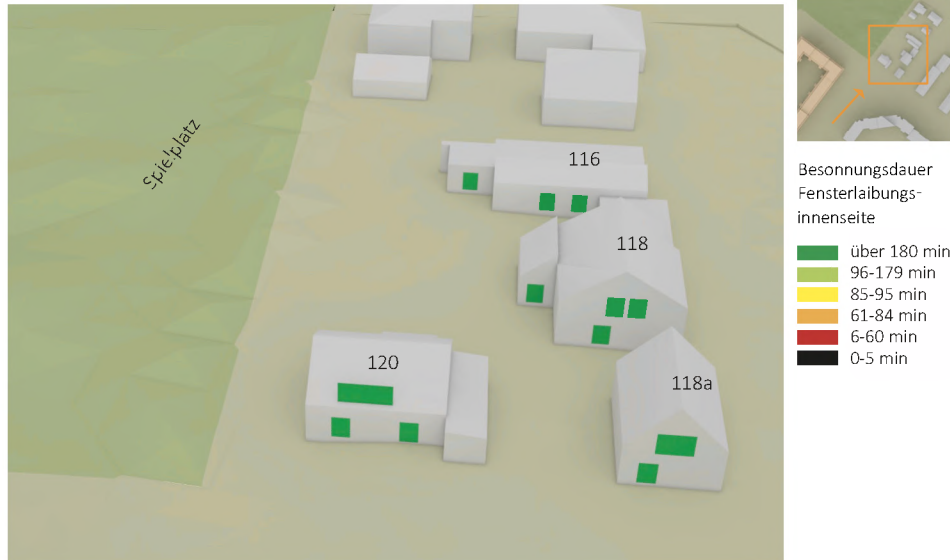 Spielplatz
116
118
120
118a
Besonnungsdauer
Fensterlaibungs-
innenseite
über 180 min
96-179 min
85-95 min
61-84 min
6-60 min
0-5 min